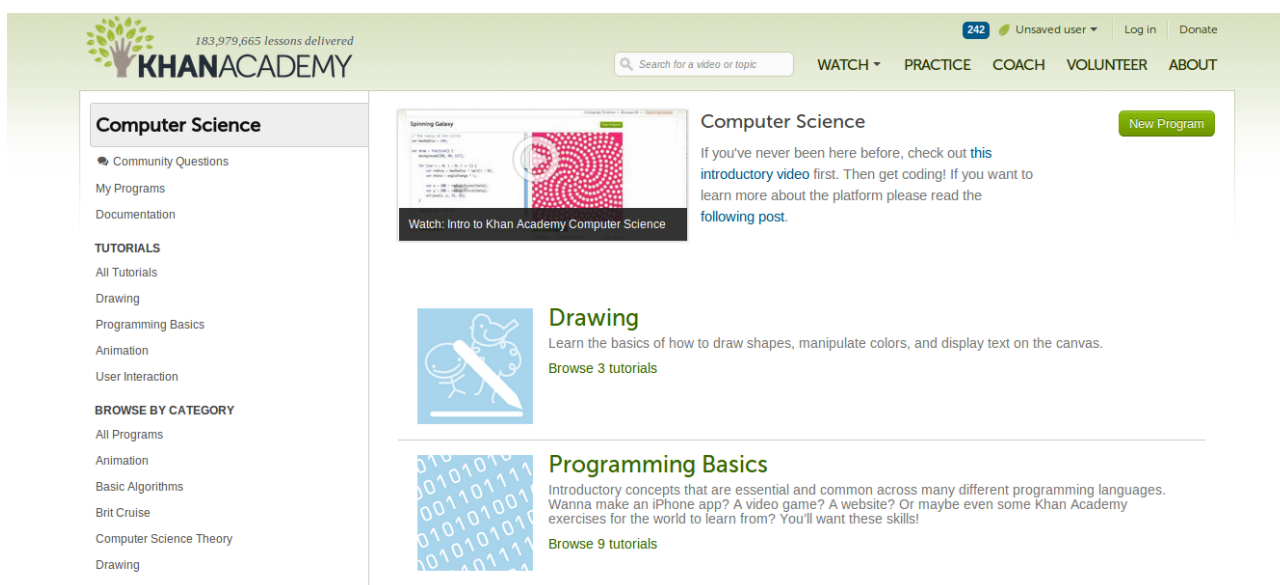 183,979,665 lessons delivered
KHANACADEMY
242 Unsaved user Log in Donate
Search for a video or topic
WATCH PRACTICE COACH VOLUNTEER ABOUT
Computer Science
Community Questions
My Programs
Documentation
TUTORIALS
All Tutorials
Drawing
Programming Basics
Animation
User Interaction
BROWSE BY CATEGORY
All Programs
Animation
Basic Algorithms
Brit Cruise
Computer Science Theory
Drawing
Spinning Galaxy
Watch: Intro to Khan Academy Computer Science
Computer Science
New Program
If you've never been here before, check out this
introductory video first. Then get coding! If you want to
learn more about the platform please read the
following post.
Drawing
Learn the basics of how to draw shapes, manipulate colors, and display text on the canvas.
Browse 3 tutorials
Programming Basics
Introductory concepts that are essential and common across many different programming languages.
Wanna make an iPhone app? A video game? A website? Or maybe even some Khan Academy
exercises for the world to learn from? You'll want these skills!
Browse 9 tutorials